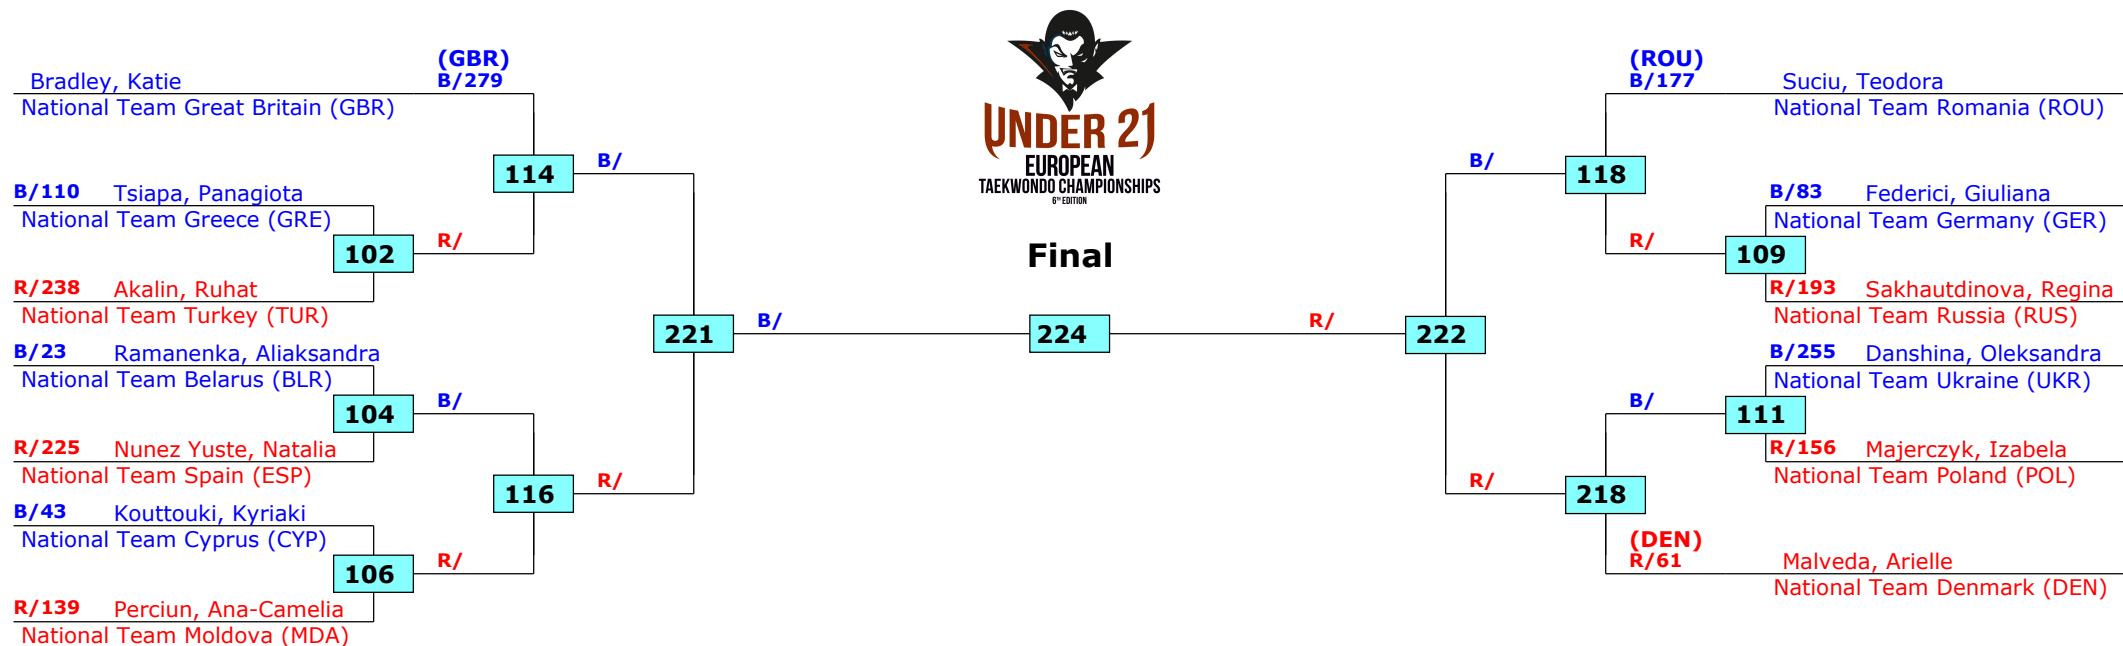 (GBR)
Bradley, Katie B/279
National Team Great Britain (GBR)
114
B/
B/110 Tsiapa, Panagiota
National Team Greece (GRE)
102
R/
R/238 Akalin, Ruhat
National Team Turkey (TUR)
221
B/
B/23 Ramanenka, Aliaksandra
National Team Belarus (BLR)
104
B/
R/225 Nunez Yuste, Natalia
National Team Spain (ESP)
116
R/
B/43 Kouttouki, Kyriaki
National Team Cyprus (CYP)
106
R/
R/139 Perciun, Ana-Camelia
National Team Moldova (MDA)
UNDER 21
EUROPEAN
TAEKWONDO CHAMPIONSHIPS
6TH EDITION
Final
224
(ROU)
B/177 Suciu, Teodora
National Team Romania (ROU)
B/
118
B/83 Federici, Giuliana
National Team Germany (GER)
R/
109
R/193 Sakhautdinova, Regina
National Team Russia (RUS)
R/
222
B/255 Danshina, Oleksandra
National Team Ukraine (UKR)
B/
111
R/156 Majerczyk, Izabela
National Team Poland (POL)
R/
218
(DEN)
R/61 Malveda, Arielle
National Team Denmark (DEN)